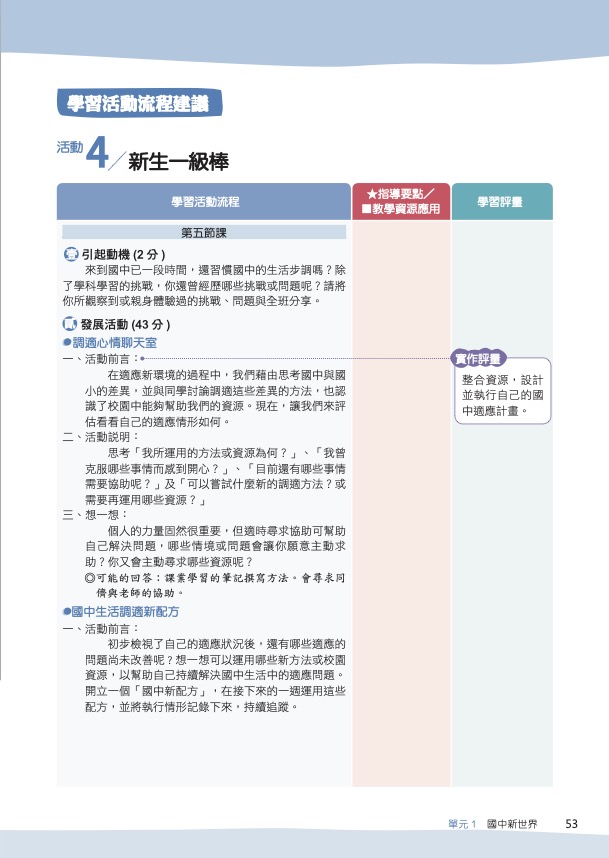 學習活動流程建議
活動4／新生一級棒
學習活動流程
★指導要點／
■教學資源應用
學習評量
第五節課
引起動機 (2 分 )
來到國中已一段時間，還習慣國中的生活步調嗎？除
了學科學習的挑戰，你還曾經歷哪些挑戰或問題呢？請將
你所觀察到或親身體驗過的挑戰、問題與全班分享。
發展活動 (43 分 )
●調適心情聊天室
一、活動前言：
在適應新環境的過程中，我們藉由思考國中與國
小的差異，並與同學討論調適這些差異的方法，也認
識了校園中能夠幫助我們的資源。現在，讓我們來評
估看看自己的適應情形如何。
二、活動說明：
思考「我所運用的方法或資源為何？」、「我曾
克服哪些事情而感到開心？」、「目前還有哪些事情
需要協助呢？」及「可以嘗試什麼新的調適方法？或
需要再運用哪些資源？」
三、想一想：
個人的力量固然很重要，但適時尋求協助可幫助
自己解決問題，哪些情境或問題會讓你願意主動求
助？你又會主動尋求哪些資源呢？
◎可能的回答：課業學習的筆記撰寫方法。會尋求同
儕與老師的協助。
●國中生活調適新配方
一、活動前言：
初步檢視了自己的適應狀況後，還有哪些適應的
問題尚未改善呢？想一想可以運用哪些新方法或校園
資源，以幫助自己持續解決國中生活中的適應問題。
開立一個「國中新配方」，在接下來的一週運用這些
配方，並將執行情形記錄下來，持續追蹤。
實作評量
整合資源，設計
並執行自己的國
中適應計畫。
單元 1　國中新世界　53